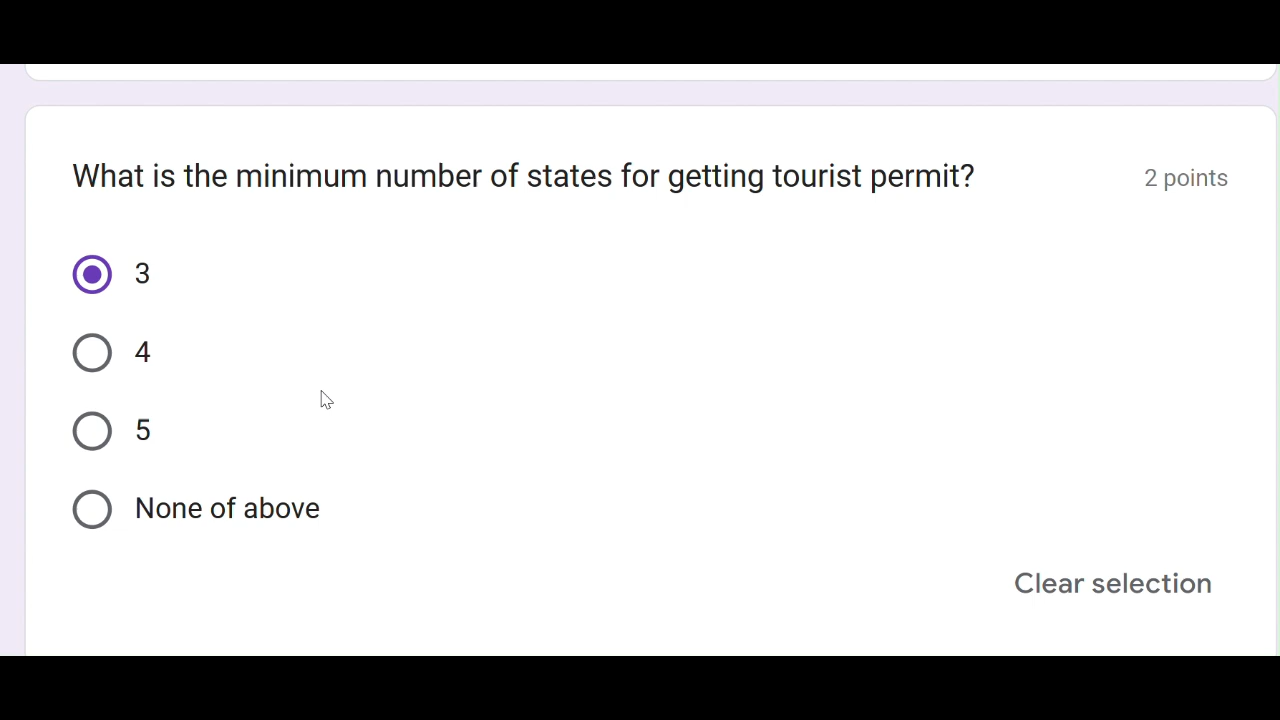 What is the minimum number of states for getting tourist permit?
2 points
3
4
5
None of above
Clear selection